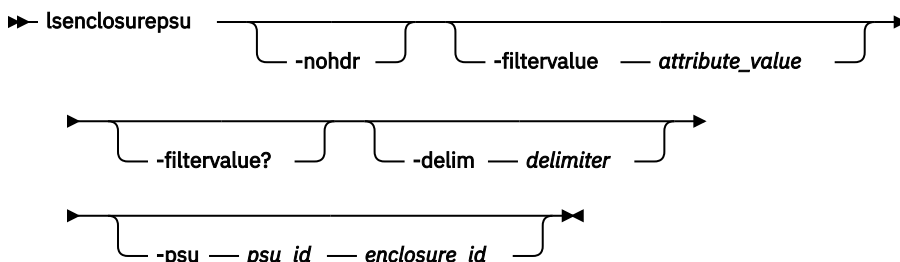 lsenclosurepsu -nohdr -filtervalue attribute_value
-filtervalue? -delim delimiter
-psu psu_id enclosure_id